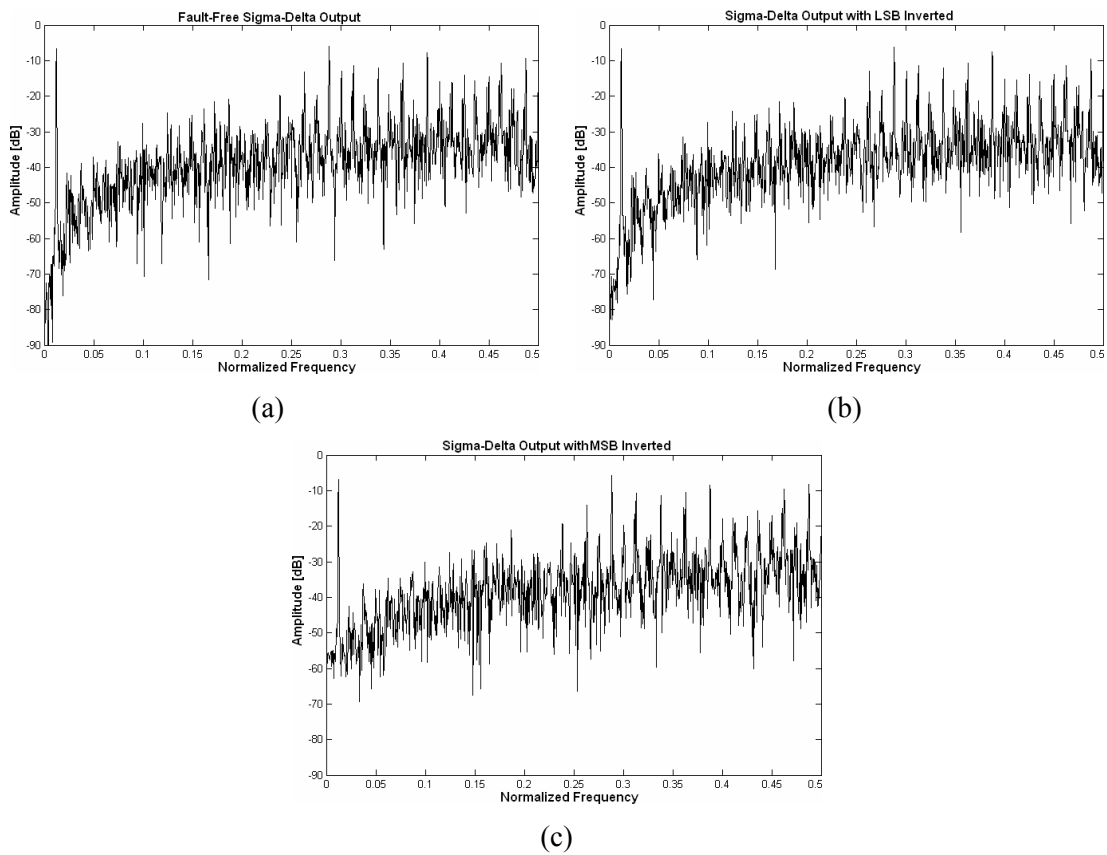 Fault-Free Sigma-Delta Output
Amplitude [dB]
0
-10
-20
-30
-40
-50
-60
-70
-80
-90
0 0.05 0.1 0.15 0.2 0.25 0.3 0.35 0.4 0.45 0.5
Normalized Frequency
(a)
Sigma-Delta Output with LSB Inverted
Amplitude [dB]
0
-10
-20
-30
-40
-50
-60
-70
-80
-90
0 0.05 0.1 0.15 0.2 0.25 0.3 0.35 0.4 0.45 0.5
Normalized Frequency
(b)
Sigma-Delta Output withMSB Inverted
Amplitude [dB]
0
-10
-20
-30
-40
-50
-60
-70
-80
-90
0 0.05 0.1 0.15 0.2 0.25 0.3 0.35 0.4 0.45 0.5
Normalized Frequency
(c)